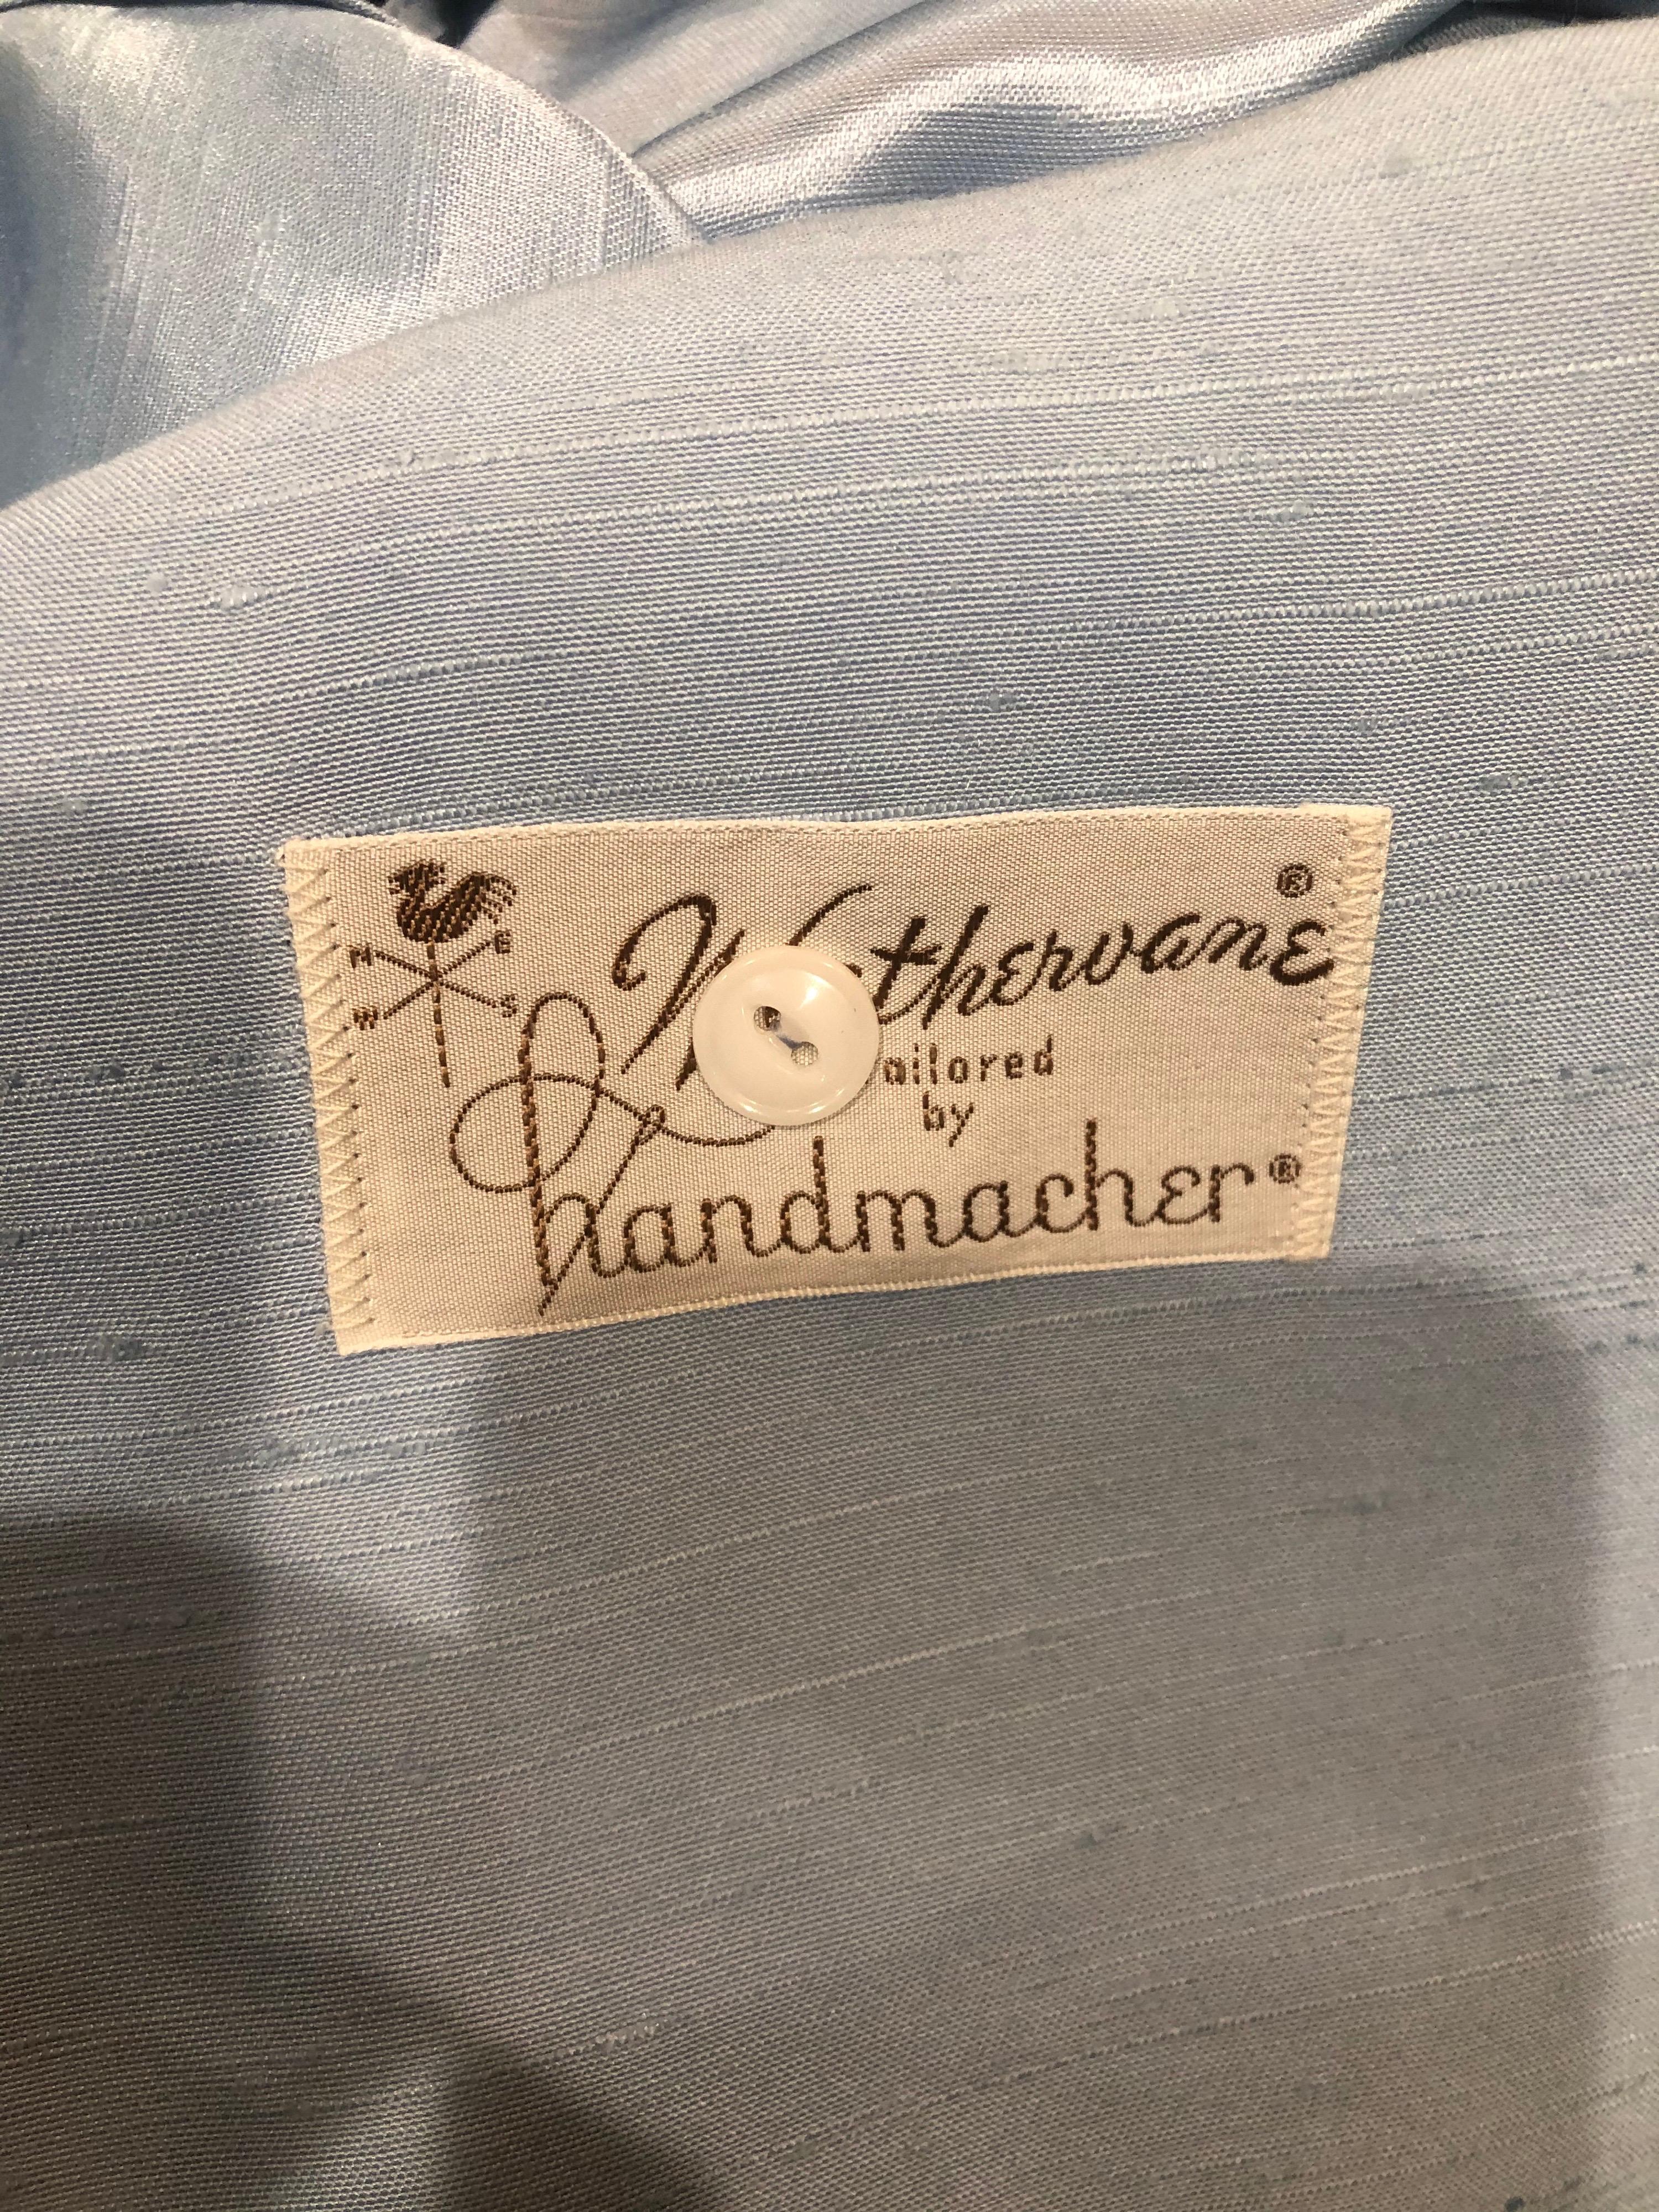 N E
W S
Weathervane ®
Tailored
by
Handmacher®